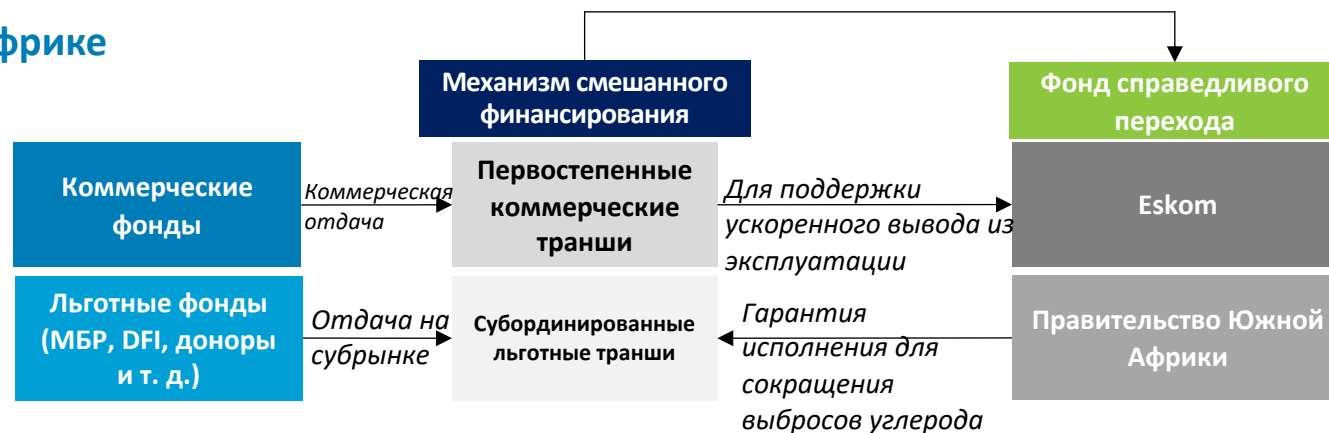 фрике
Механизм смешанного
финансирования
Фонд справедливого
перехода
Коммерческие
фонды
Коммерческая
отдача
Первостепенные
коммерческие
транши
Для поддержки
ускоренного вывода из
эксплуатации
Eskom
Льготные фонды
(МБР, DFI, доноры
и т. д.)
Отдача на
субрынке
Субординированные
льготные транши
Гарантия
исполнения для
сокращения
выбросов углерода
Правительство Южной
Африки